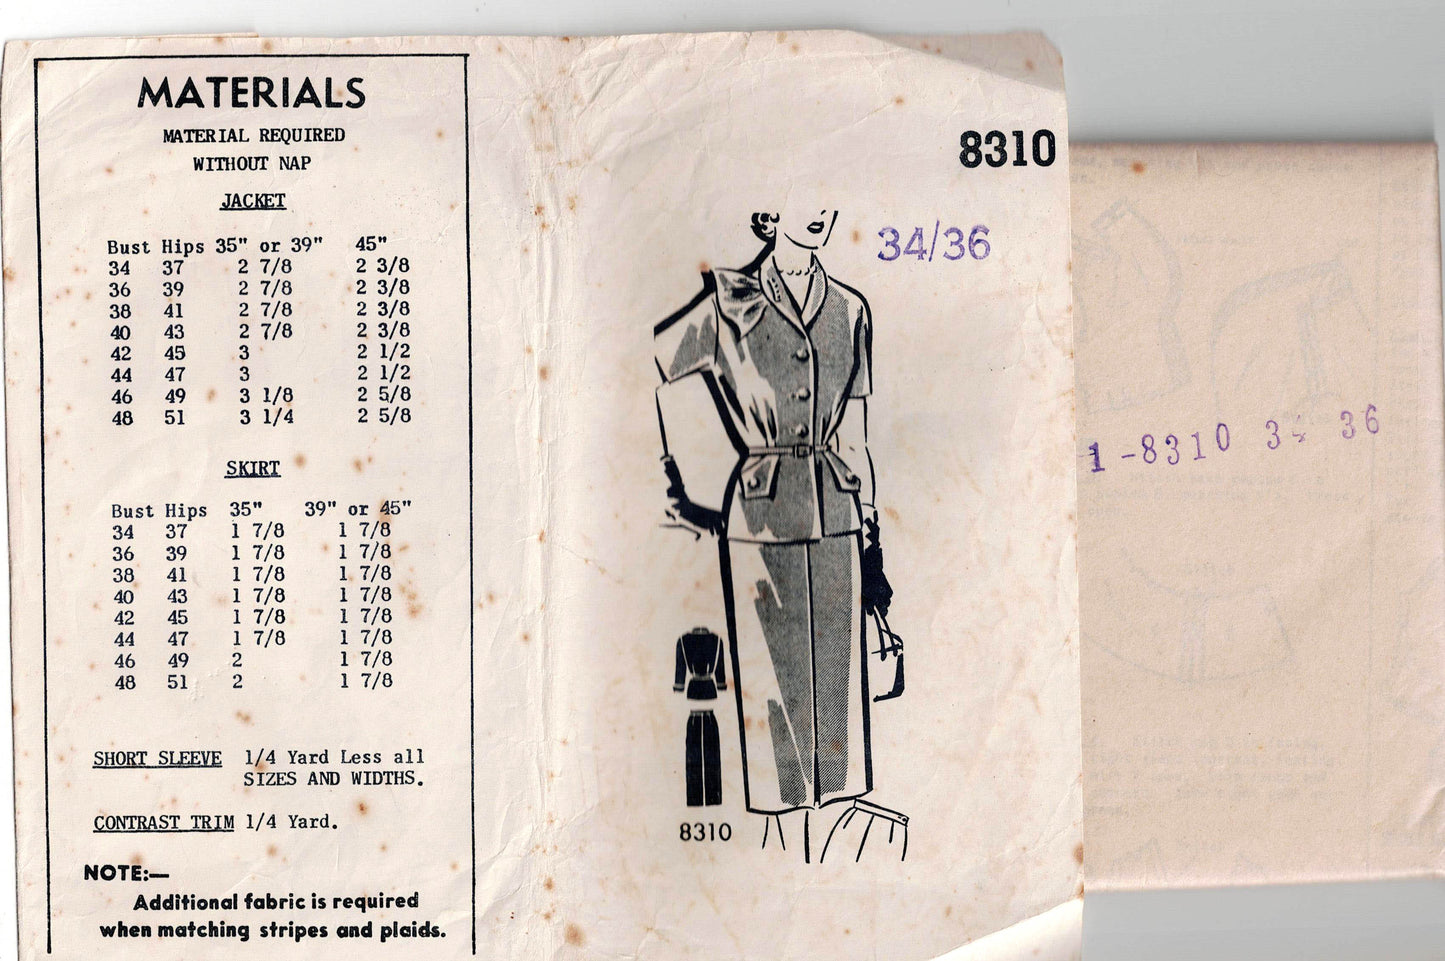 MATERIALS
MATERIAL REQUIRED
WITHOUT NAP
JACKET
Bust Hips 35" or 39" 45"
34 37 2 7/8 2 3/8
36 39 2 7/8 2 3/8
38 41 2 7/8 2 3/8
40 43 2 7/8 2 3/8
42 45 3 2 1/2
44 47 3 2 1/2
46 49 3 1/8 2 5/8
48 51 3 1/4 2 5/8
SKIRT
Bust Hips 35" 39" or 45"
34 37 1 7/8 1 7/8
36 39 1 7/8 1 7/8
38 41 1 7/8 1 7/8
40 43 1 7/8 1 7/8
42 45 1 7/8 1 7/8
44 47 1 7/8 1 7/8
46 49 2 1 7/8
48 51 2 1 7/8
SHORT SLEEVE 1/4 Yard Less all
SIZES AND WIDTHS.
CONTRAST TRIM 1/4 Yard.
NOTE:—
Additional fabric is required
when matching stripes and plaids.
8310
34/36
8310
1-8310 34 36